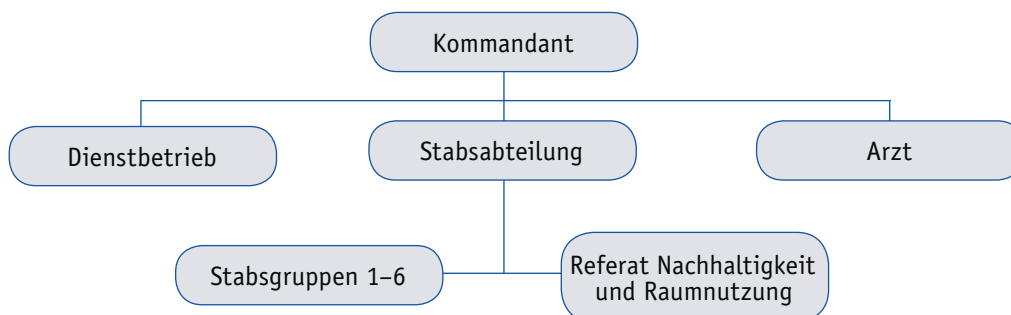 Kommandant
Dienstbetrieb
Stabsabteilung
Arzt
Stabsgruppen 1–6
Referat Nachhaltigkeit
und Raumnutzung